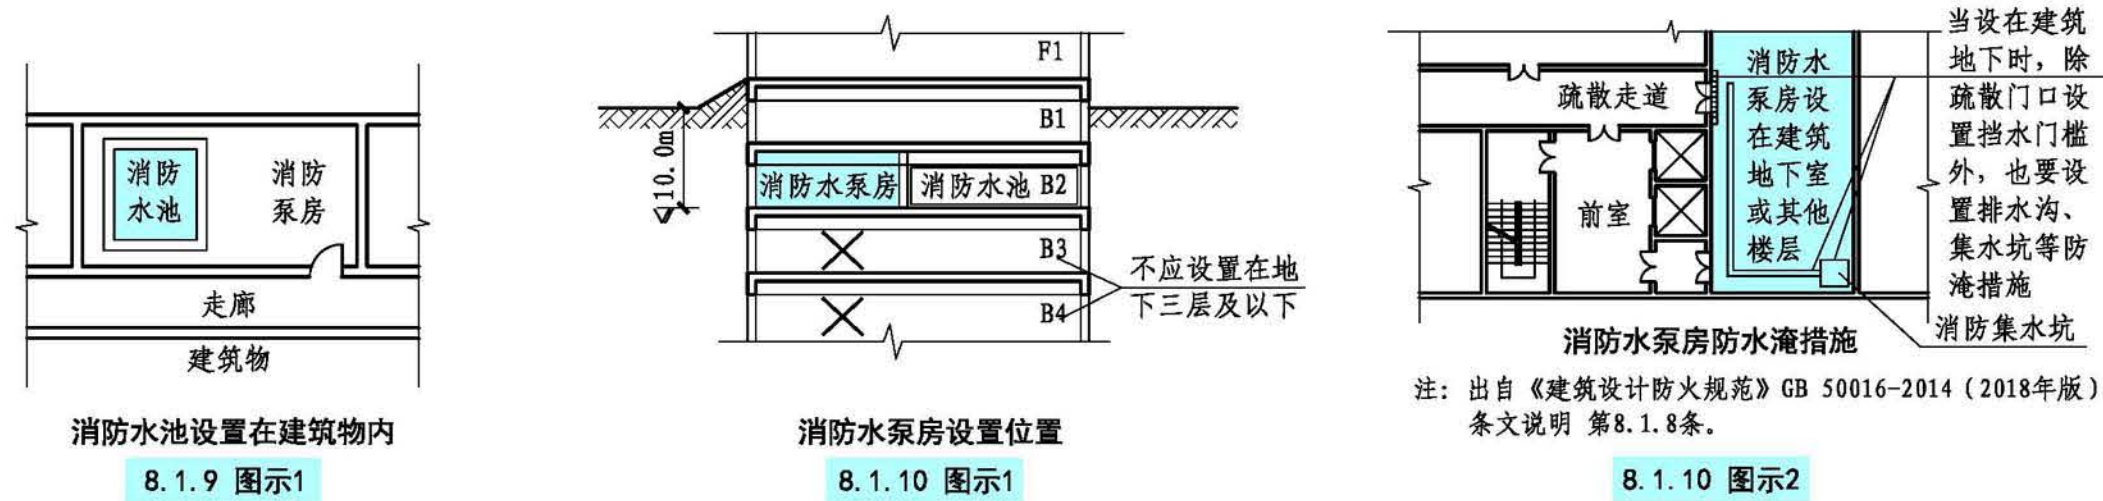 消防
水池
消防
泵房
走廊
建筑物
消防水池设置在建筑物内
8.1.9 图示1
F1
B1
10.0m
消防水泵房
消防水池
B2
B3
B4
不应设置在地
下三层及以下
消防水泵房设置位置
8.1.10 图示1
疏散走道
前室
消防水
泵房设
在建筑
地下室
或其他
楼层
当设在建筑
地下时，除
疏散门口设
置挡水门槛
外，也要设
置排水沟、
集水坑等防
淹措施
消防集水坑
消防水泵房防水淹措施
注：出自《建筑设计防火规范》GB 50016-2014（2018年版）
条文说明 第8.1.8条。
8.1.10 图示2